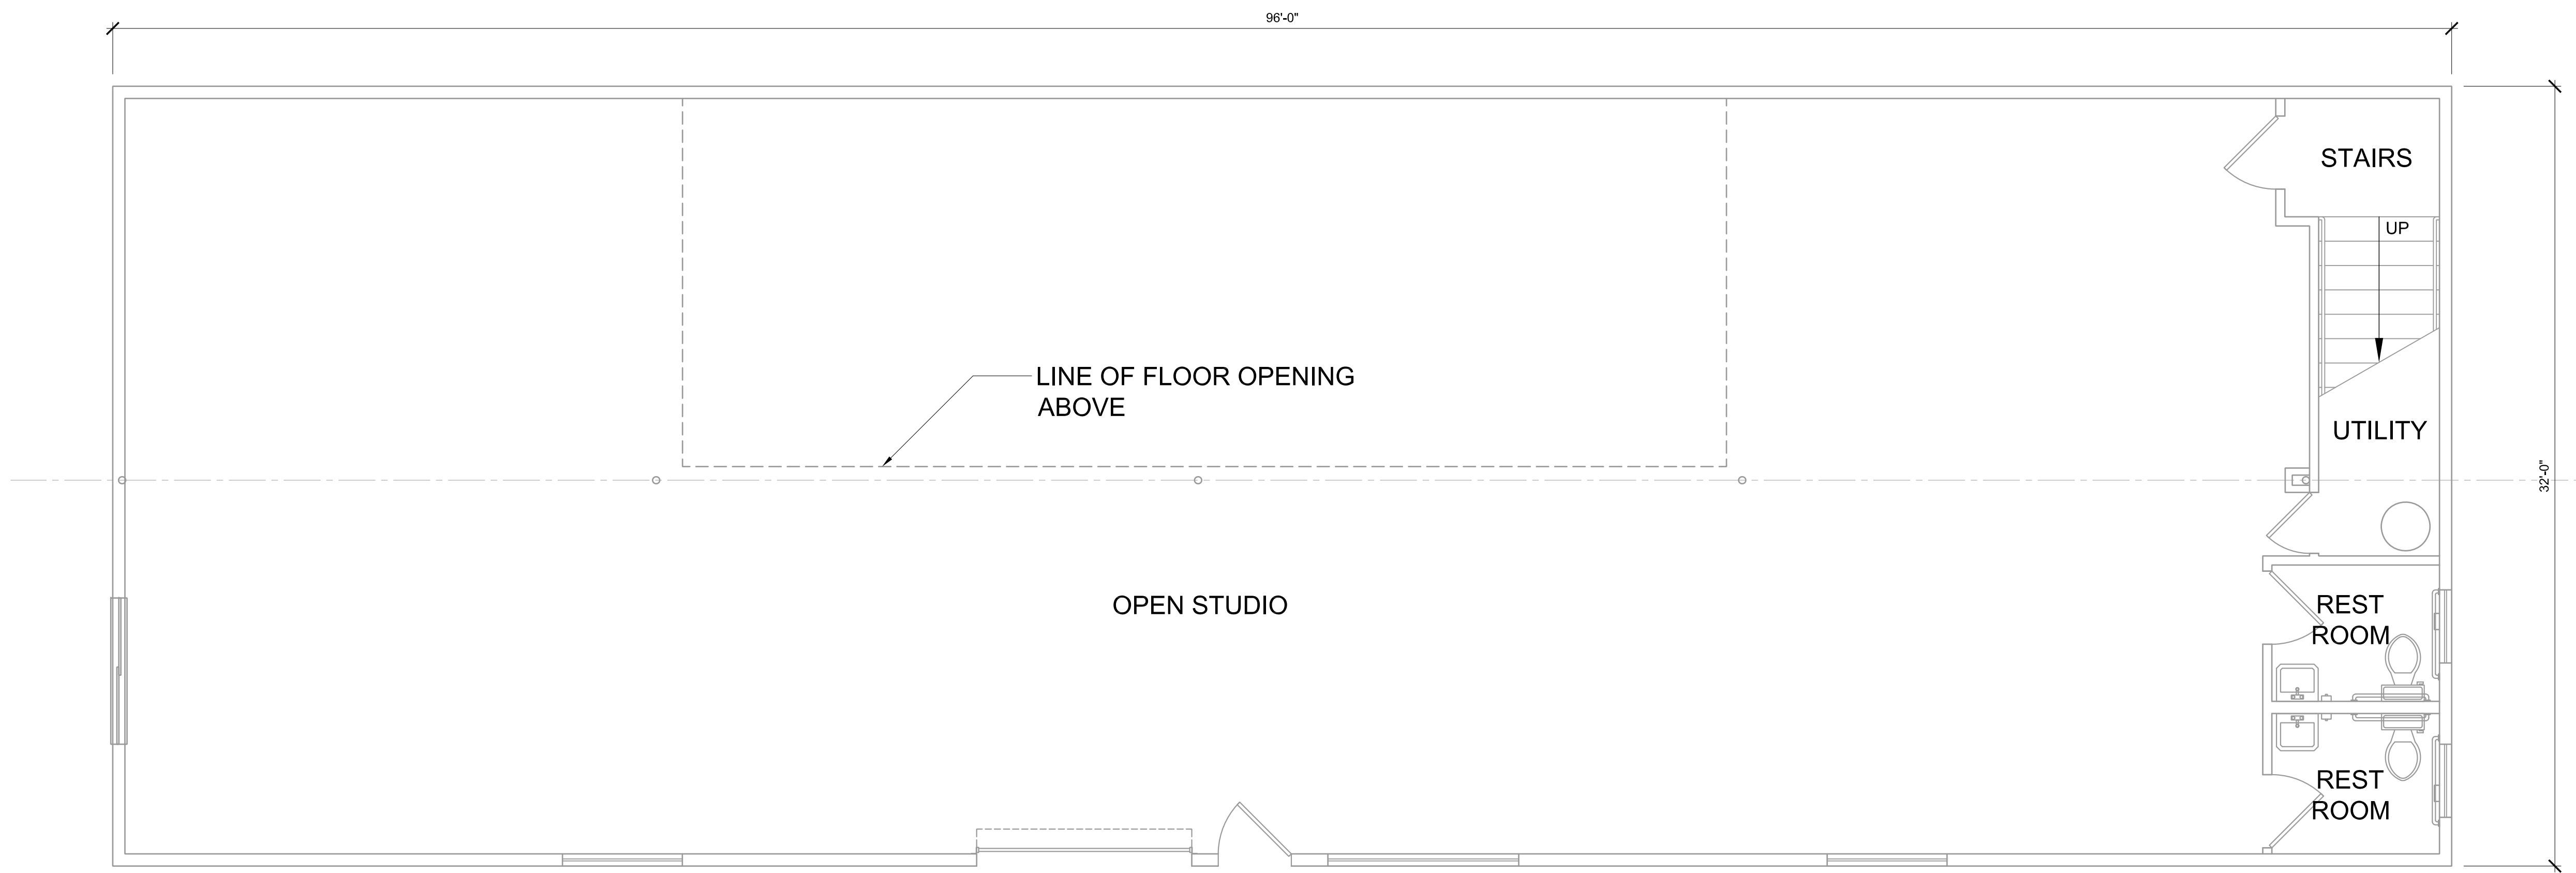 96'-0"
STAIRS
UP
LINE OF FLOOR OPENING
ABOVE
UTILITY
32'-0"
OPEN STUDIO
REST
ROOM
REST
ROOM